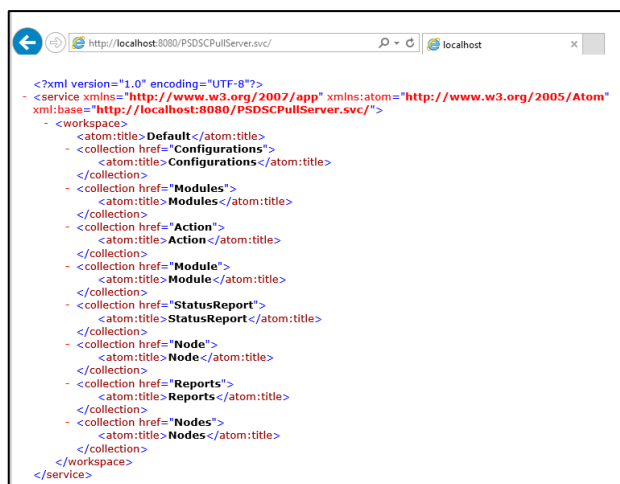 http://localhost:8080/PSDSCPullServer.svc/ localhost
<?xml version="1.0" encoding="UTF-8"?>
- <service xmlns="http://www.w3.org/2007/app" xmlns:atom="http://www.w3.org/2005/Atom"
xml:base="http://localhost:8080/PSDSCPullServer.svc/">
- <workspace>
<atom:title>Default</atom:title>
- <collection href="Configurations">
<atom:title>Configurations</atom:title>
</collection>
- <collection href="Modules">
<atom:title>Modules</atom:title>
</collection>
- <collection href="Action">
<atom:title>Action</atom:title>
</collection>
- <collection href="Module">
<atom:title>Module</atom:title>
</collection>
- <collection href="StatusReport">
<atom:title>StatusReport</atom:title>
</collection>
- <collection href="Node">
<atom:title>Node</atom:title>
</collection>
- <collection href="Reports">
<atom:title>Reports</atom:title>
</collection>
- <collection href="Nodes">
<atom:title>Nodes</atom:title>
</collection>
</workspace>
</service>